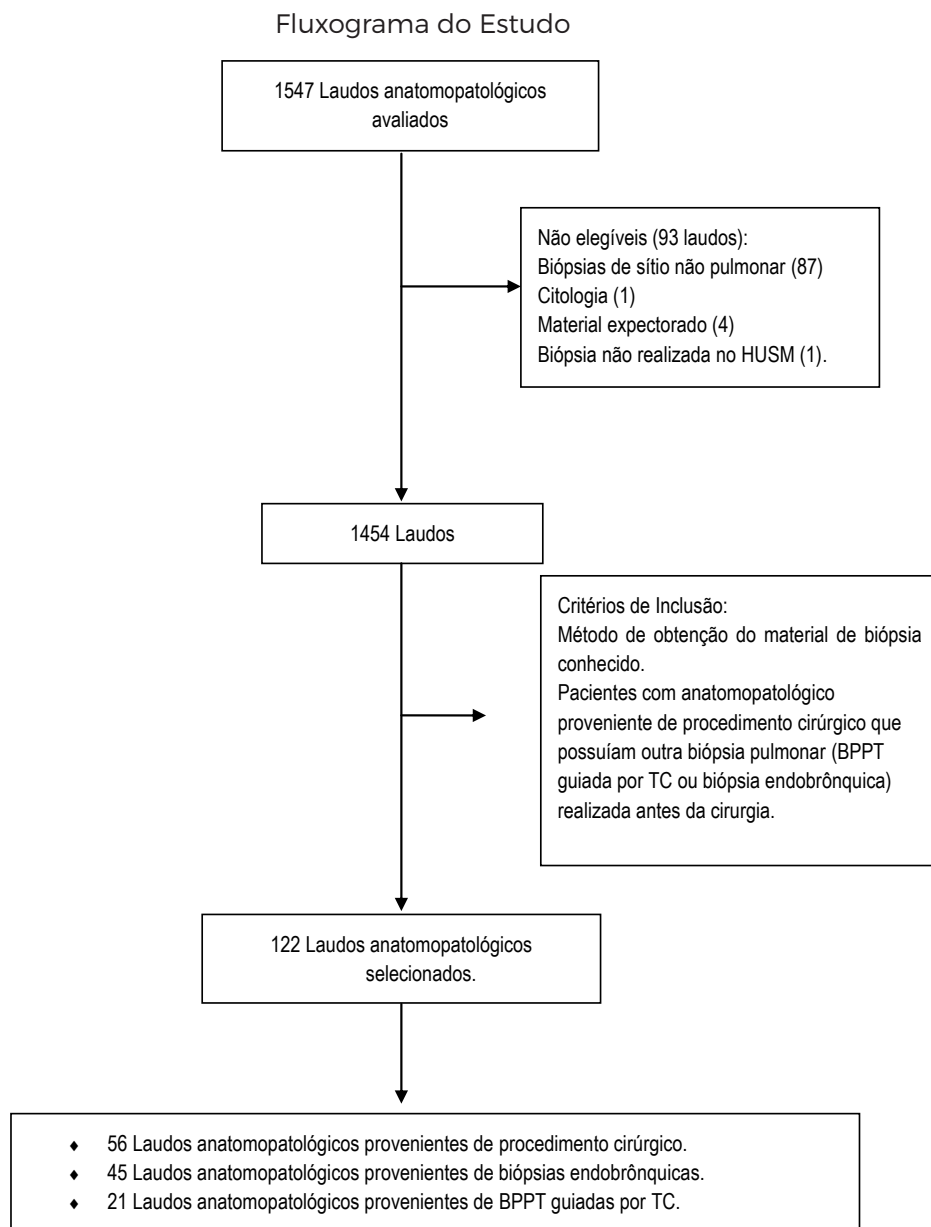 Fluxograma do Estudo
1547 Laudos anatomopatológicos
avaliados
Não elegíveis (93 laudos):
Biópsias de sítio não pulmonar (87)
Citologia (1)
Material expectorado (4)
Biópsia não realizada no HUSM (1).
1454 Laudos
Critérios de Inclusão:
Método de obtenção do material de biópsia
conhecido.
Pacientes com anatomopatológico
proveniente de procedimento cirúrgico que
possuíam outra biópsia pulmonar (BPPT
guiada por TC ou biópsia endobrônquica)
realizada antes da cirurgia.
122 Laudos anatomopatológicos
selecionados.
♦ 56 Laudos anatomopatológicos provenientes de procedimento cirúrgico.
♦ 45 Laudos anatomopatológicos provenientes de biópsias endobrônquicas.
♦ 21 Laudos anatomopatológicos provenientes de BPPT guiadas por TC.